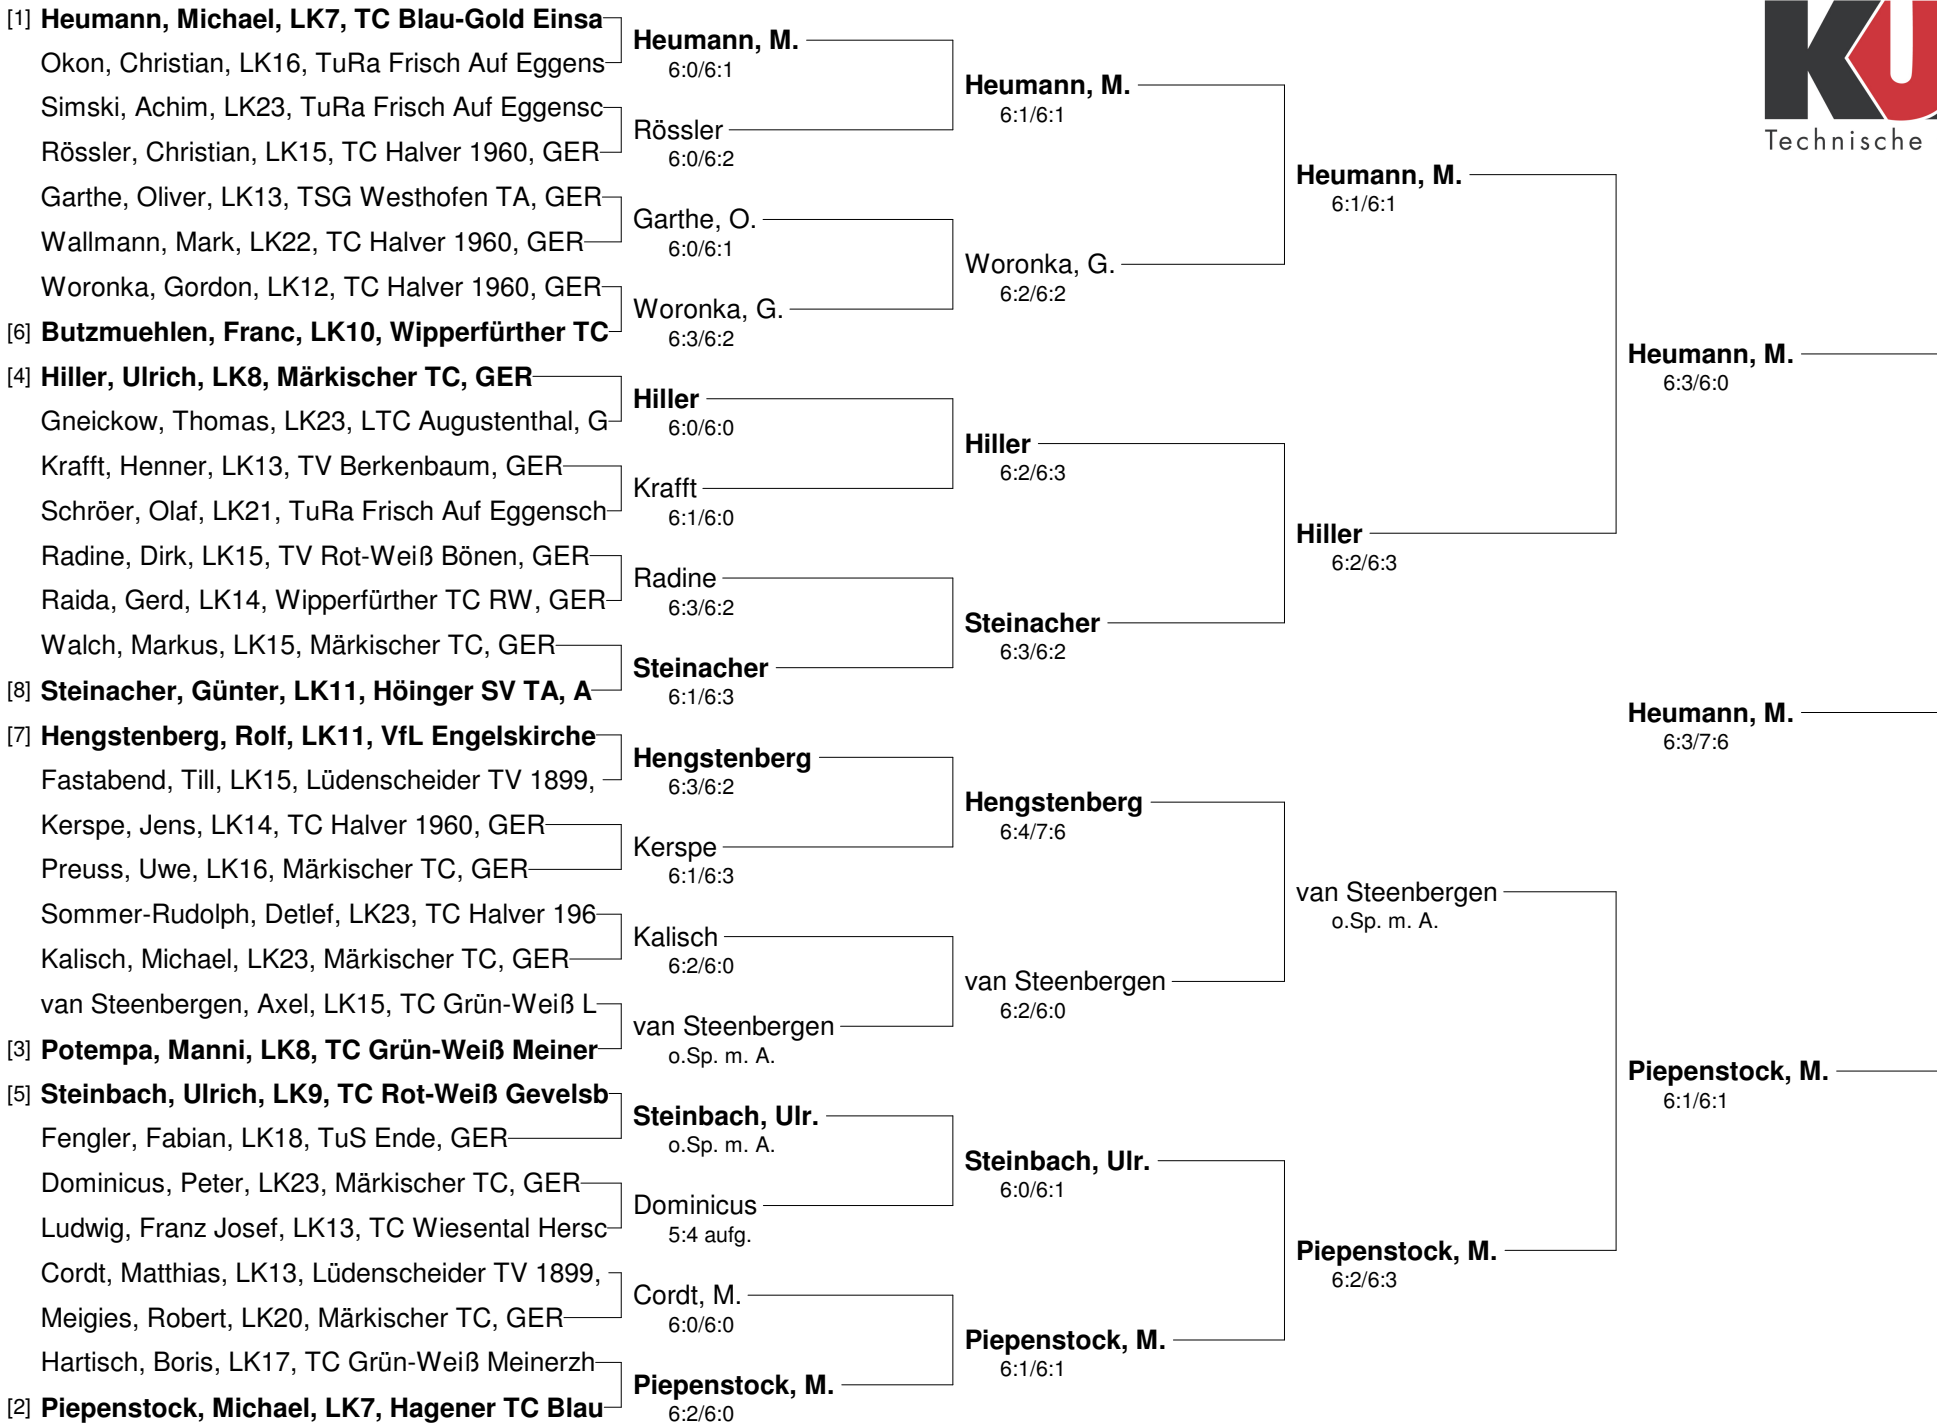 [1] Heumann, Michael, LK7, TC Blau-Gold Einsa
Okon, Christian, LK16, TuRa Frisch Auf Eggens
Simski, Achim, LK23, TuRa Frisch Auf Eggensc
Rössler, Christian, LK15, TC Halver 1960, GER
Garthe, Oliver, LK13, TSG Westhofen TA, GER
Wallmann, Mark, LK22, TC Halver 1960, GER
Woronka, Gordon, LK12, TC Halver 1960, GER
[6] Butzmuehlen, Franc, LK10, Wipperfürther TC
[4] Hiller, Ulrich, LK8, Märkischer TC, GER
Gneickow, Thomas, LK23, LTC Augustenthal, G
Krafft, Henner, LK13, TV Berkenbaum, GER
Schröer, Olaf, LK21, TuRa Frisch Auf Eggensch
Radine, Dirk, LK15, TV Rot-Weiß Bönen, GER
Raida, Gerd, LK14, Wipperfürther TC RW, GER
Walch, Markus, LK15, Märkischer TC, GER
[8] Steinacher, Günter, LK11, Höinger SV TA, A
[7] Hengstenberg, Rolf, LK11, VfL Engelskirche
Fastabend, Till, LK15, Lüdenscheider TV 1899,
Kerspe, Jens, LK14, TC Halver 1960, GER
Preuss, Uwe, LK16, Märkischer TC, GER
Sommer-Rudolph, Detlef, LK23, TC Halver 196
Kalisch, Michael, LK23, Märkischer TC, GER
van Steenbergen, Axel, LK15, TC Grün-Weiß L
[3] Potempa, Manni, LK8, TC Grün-Weiß Meiner
[5] Steinbach, Ulrich, LK9, TC Rot-Weiß Gevelsb
Fengler, Fabian, LK18, TuS Ende, GER
Dominicus, Peter, LK23, Märkischer TC, GER
Ludwig, Franz Josef, LK13, TC Wiesental Hersc
Cordt, Matthias, LK13, Lüdenscheider TV 1899,
Meigies, Robert, LK20, Märkischer TC, GER
Hartisch, Boris, LK17, TC Grün-Weiß Meinerzh
[2] Piepenstock, Michael, LK7, Hagener TC Blau
Heumann, M.
6:0/6:1
Rössler
6:0/6:2
Garthe, O.
6:0/6:1
Woronka, G.
6:3/6:2
Hiller
6:0/6:0
Krafft
6:1/6:0
Radine
6:3/6:2
Steinacher
6:1/6:3
Hengstenberg
6:3/6:2
Kerspe
6:1/6:3
Kalisch
6:2/6:0
van Steenbergen
o.Sp. m. A.
Steinbach, Ulr.
o.Sp. m. A.
Dominicus
5:4 aufg.
Cordt, M.
6:0/6:0
Piepenstock, M.
6:2/6:0
Heumann, M.
6:1/6:1
Woronka, G.
6:2/6:2
Hiller
6:2/6:3
Steinacher
6:3/6:2
Hengstenberg
6:4/7:6
van Steenbergen
6:2/6:0
Steinbach, Ulr.
6:0/6:1
Piepenstock, M.
6:1/6:1
Heumann, M.
6:1/6:1
Hiller
6:2/6:3
van Steenbergen
o.Sp. m. A.
Piepenstock, M.
6:2/6:3
Heumann, M.
6:3/6:0
Heumann, M.
6:3/7:6
Piepenstock, M.
6:1/6:1
KU
Technische